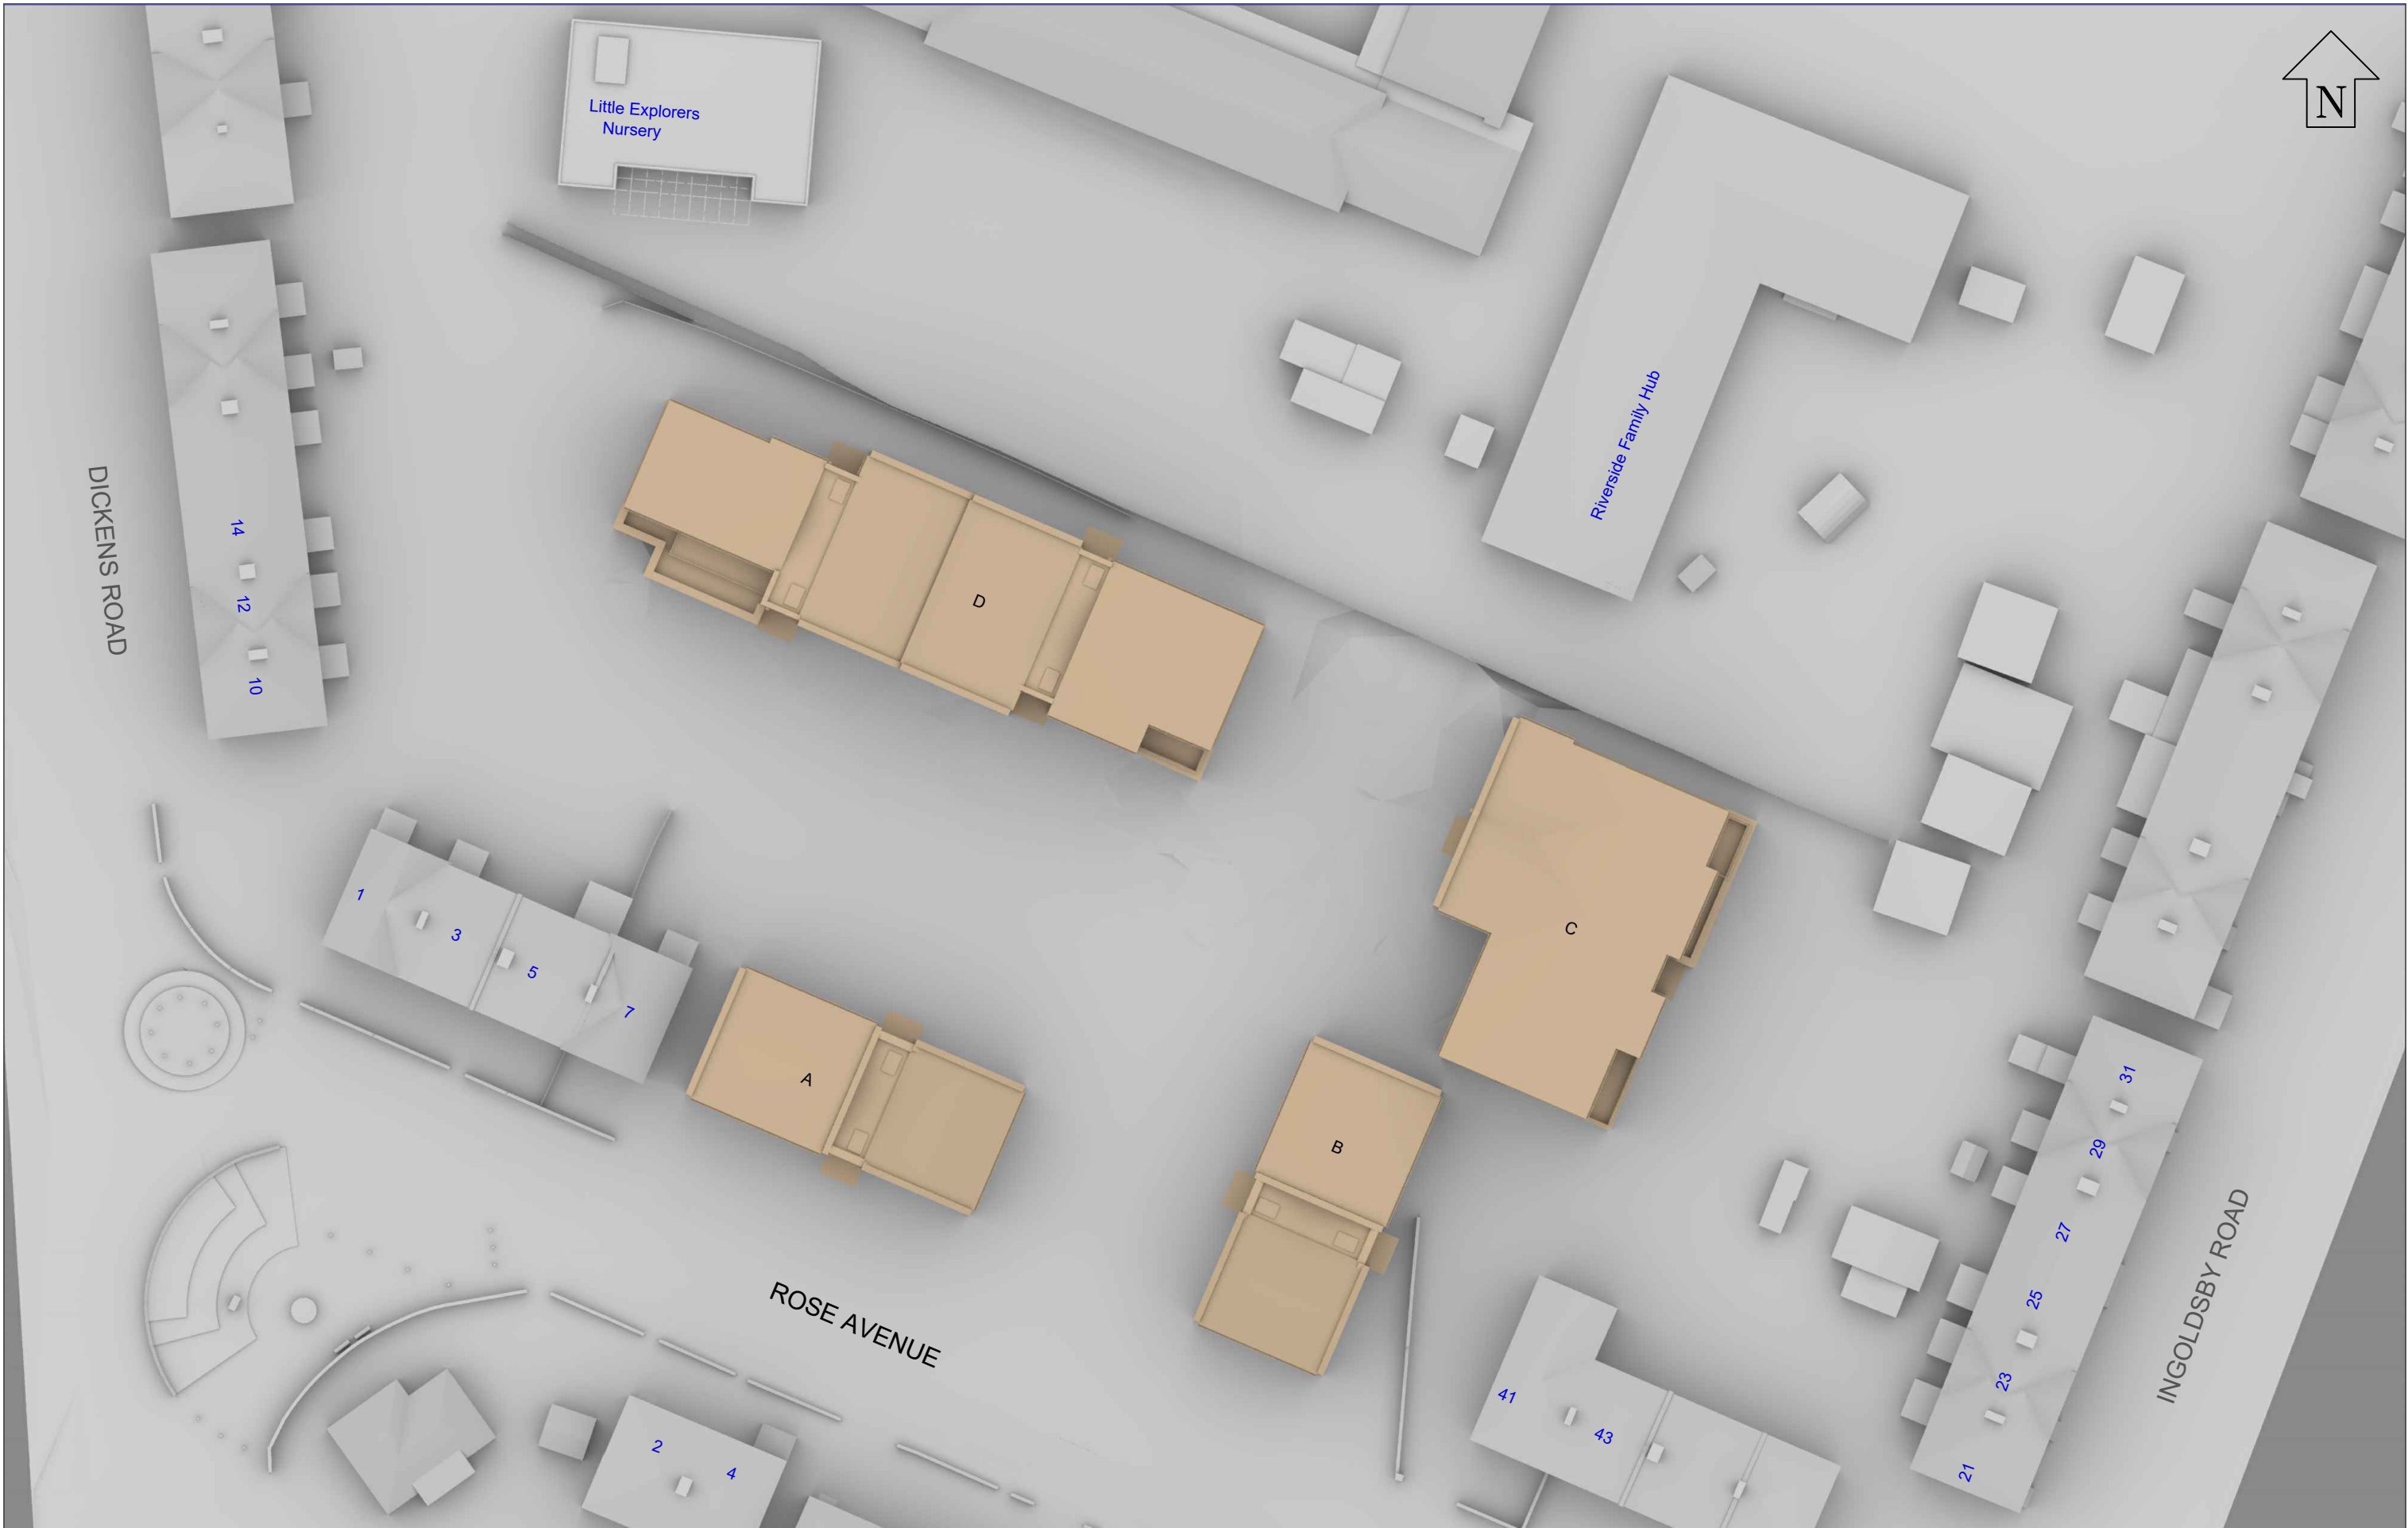 N
Little Explorers
Nursery
Riverside Family Hub
DICKENS ROAD
14
12
10
D
C
1
3
5
7
A
B
31
29
27
25
23
21
INGOLDSBY ROAD
ROSE AVENUE
41
43
2
4